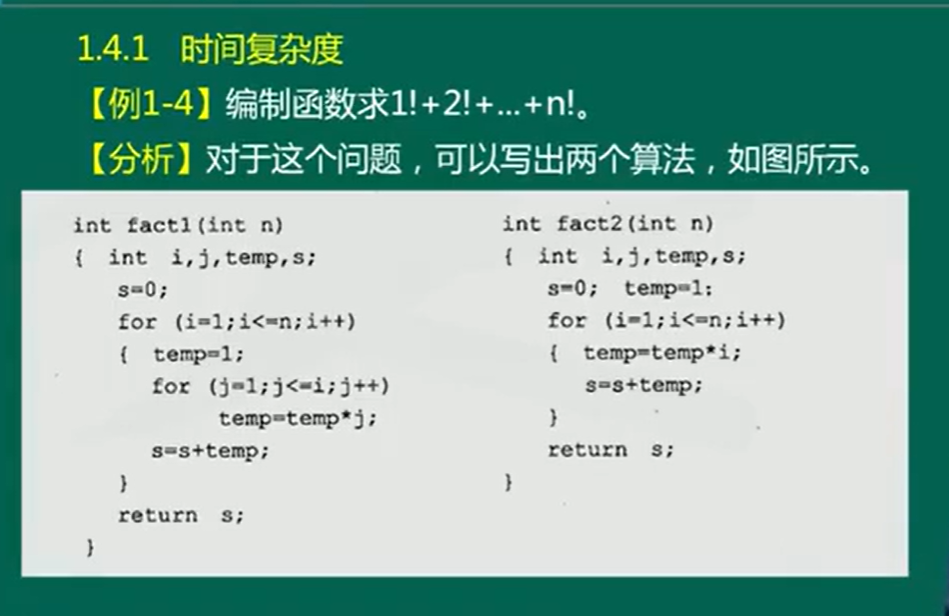 1.4.1 时间复杂度
【例1-4】编制函数求1!+2!+...+n!。
【分析】对于这个问题，可以写出两个算法，如图所示。
int fact1(int n)
{ int i,j,temp,s;
s=0;
for (i=1;i<=n;i++)
{ temp=1;
for (j=1;j<=i;j++)
temp=temp*j;
s=s+temp;
}
return s;
}
int fact2(int n)
{ int i,j,temp,s;
s=0; temp=1;
for (i=1;i<=n;i++)
{ temp=temp*i;
s=s+temp;
}
return s;
}